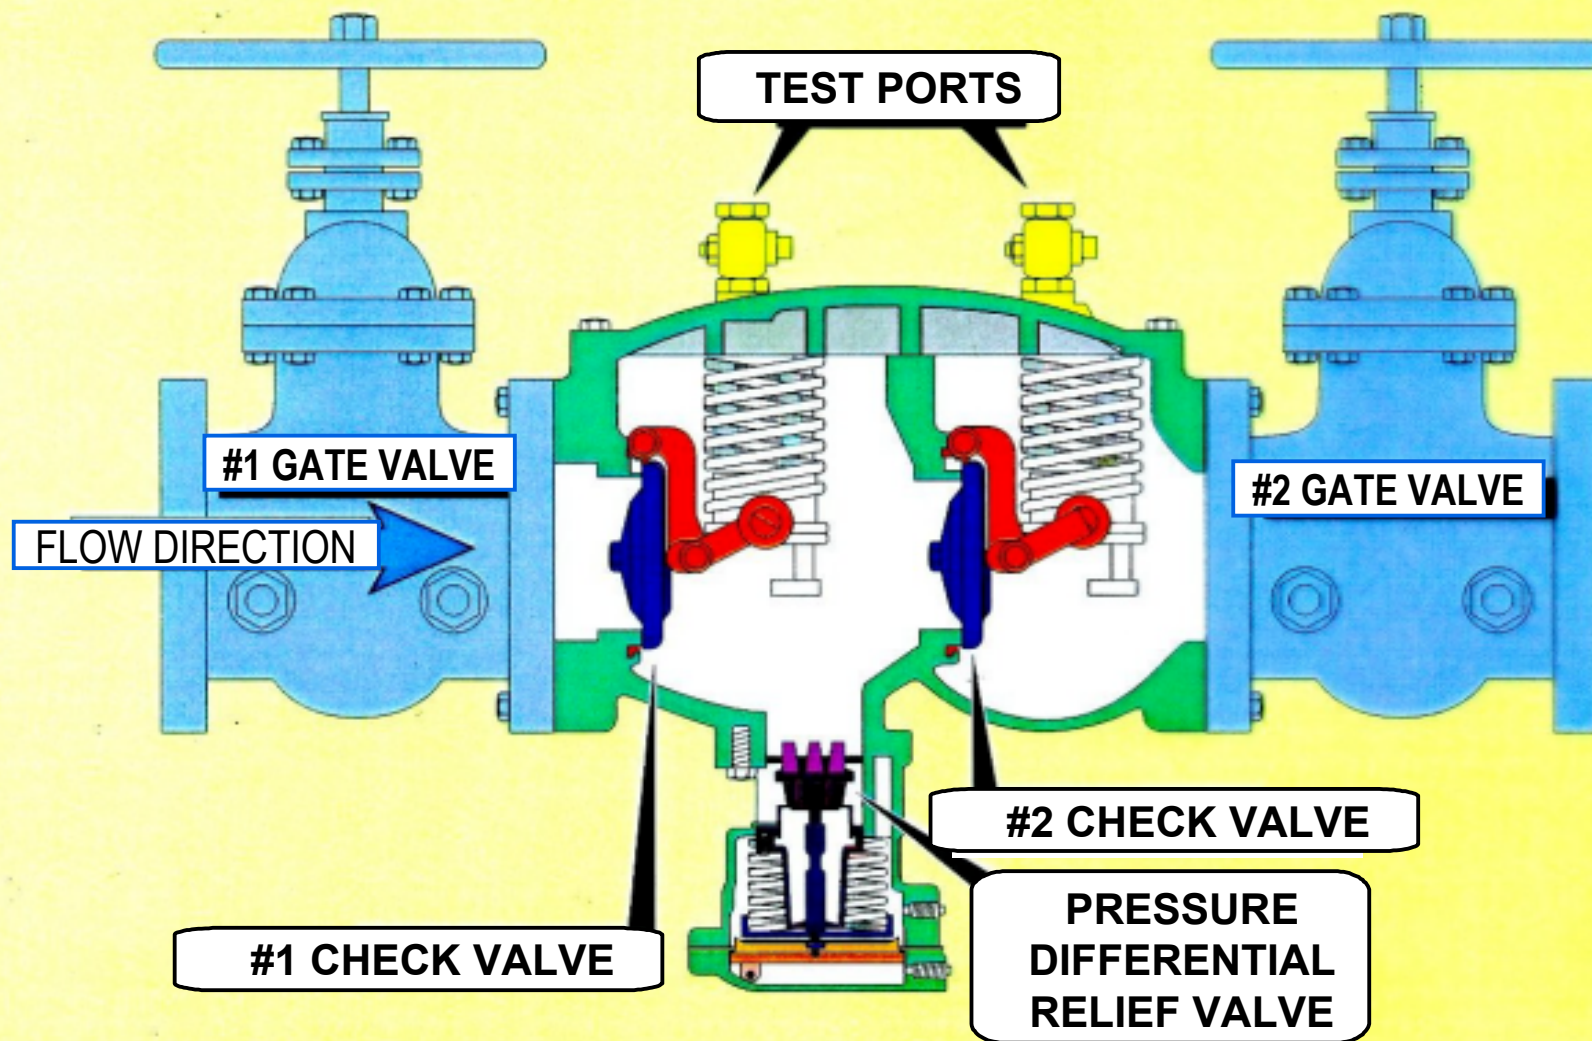 TEST PORTS
#1 GATE VALVE
#2 GATE VALVE
FLOW DIRECTION
#2 CHECK VALVE
#1 CHECK VALVE
PRESSURE
DIFFERENTIAL
RELIEF VALVE